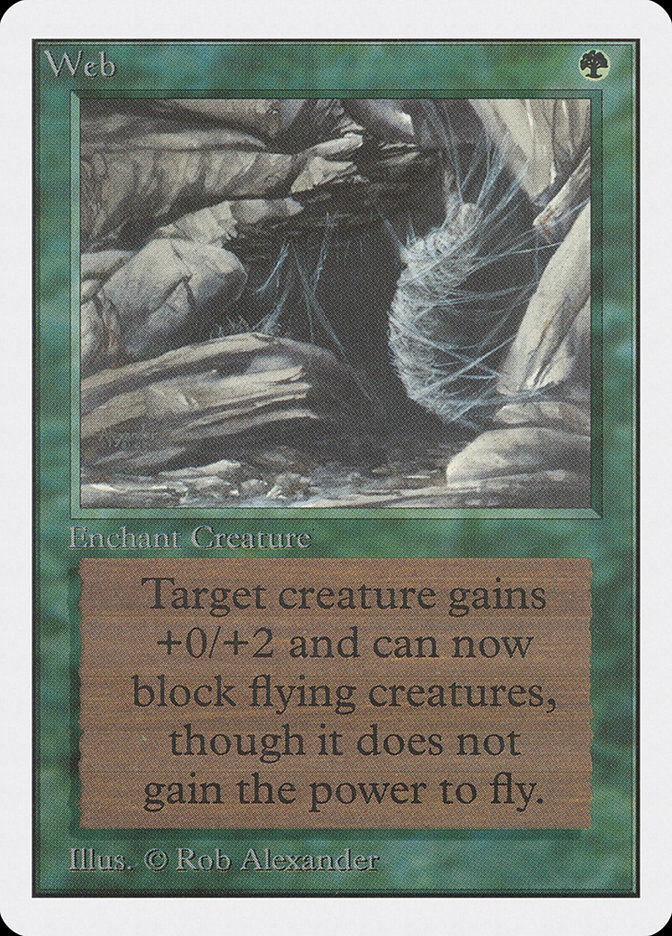 Web
Enchant Creature
Target creature gains
+0/+2 and can now
block flying creatures,
though it does not
gain the power to fly.
Illus. © Rob Alexander